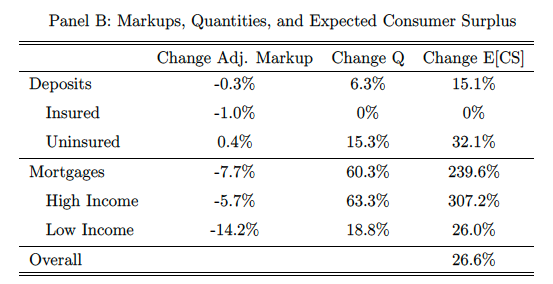 Panel B: Markups, Quantities, and Expected Consumer Surplus
Change Adj. Markup Change Q Change E[CS]
Deposits -0.3% 6.3% 15.1%
Insured -1.0% 0% 0%
Uninsured 0.4% 15.3% 32.1%
Mortgages -7.7% 60.3% 239.6%
High Income -5.7% 63.3% 307.2%
Low Income -14.2% 18.8% 26.0%
Overall 26.6%